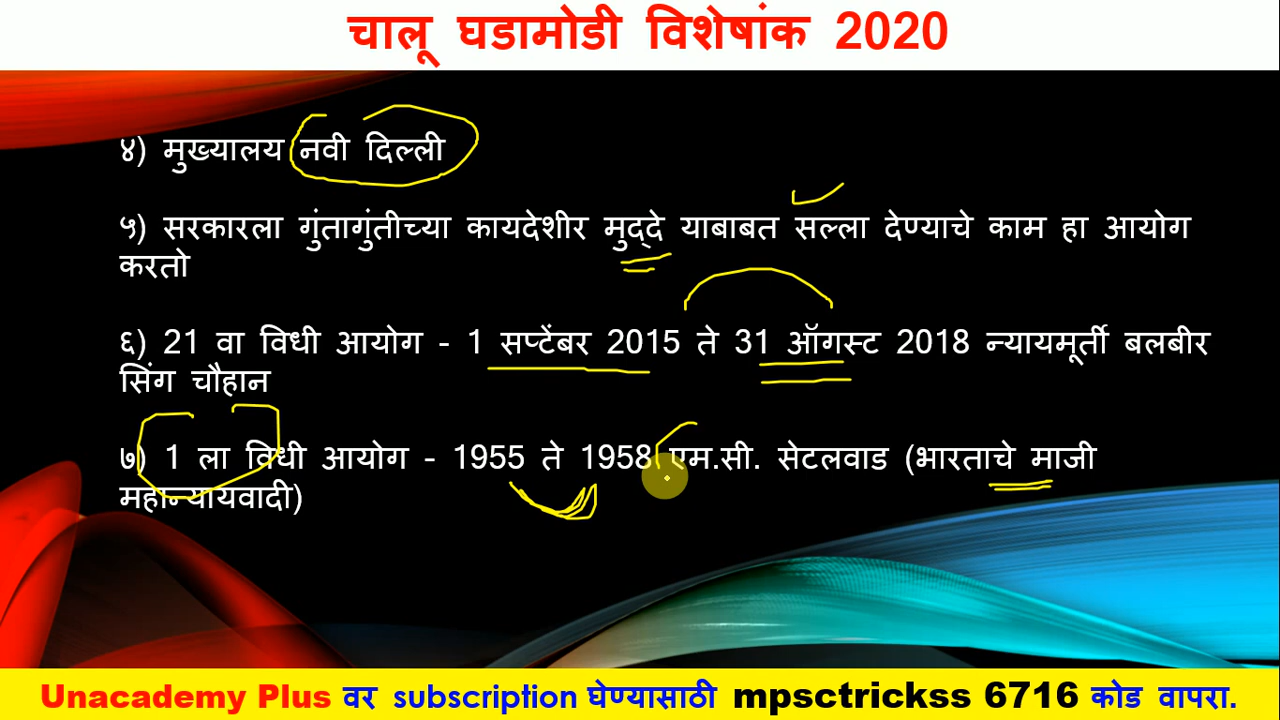 चालू घडामोडी विशेषांक 2020
४) मुख्यालय नवी दिल्ली
५) सरकारला गुंतागुंतीच्या कायदेशीर मुद्दे याबाबत सल्ला देण्याचे काम हा आयोग
करतो
६) 21 वा विधी आयोग - 1 सप्टेंबर 2015 ते 31 ऑगस्ट 2018 न्यायमूर्ती बलबीर
सिंग चौहान
७) 1 ला विधी आयोग - 1955 ते 1958 एम.सी. सेटलवाड (भारताचे माजी
महान्यायवादी)
Unacademy Plus वर subscription घेण्यासाठी mpsctrickss 6716 कोड वापरा.